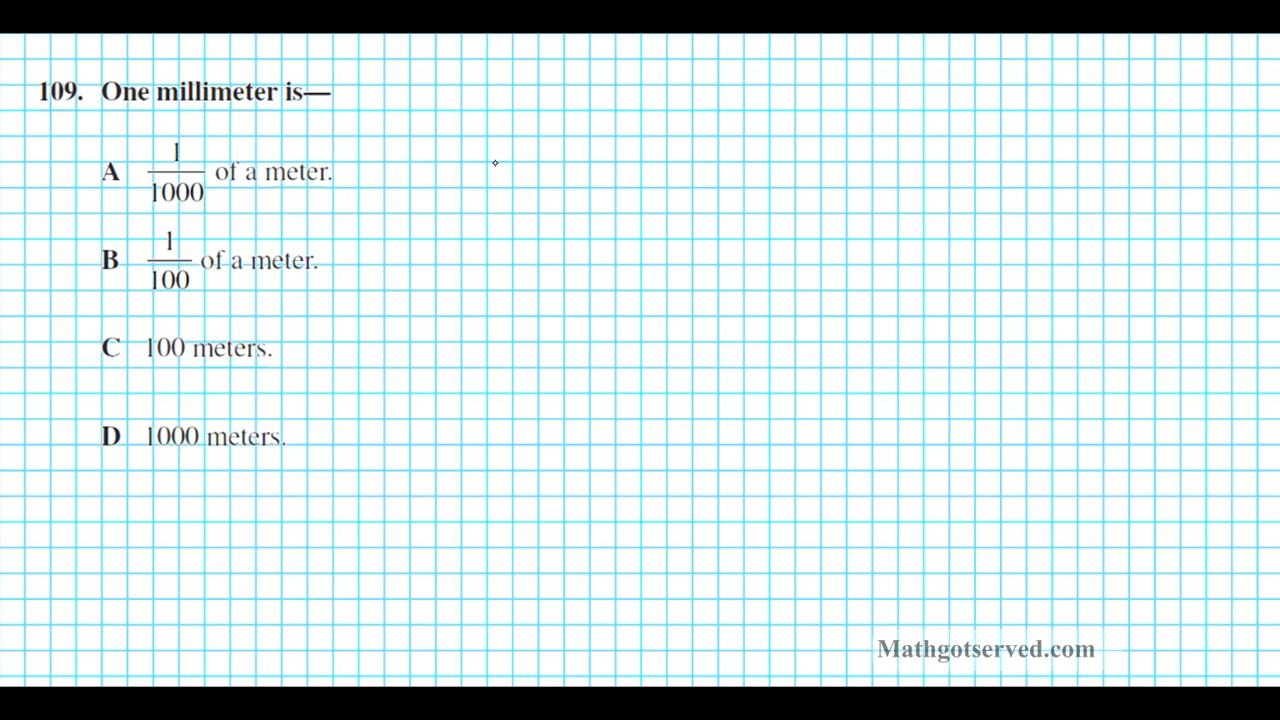 109. One millimeter is—
A 1/1000 of a meter.
B 1/100 of a meter.
C 100 meters.
D 1000 meters.
Mathgotserved.com